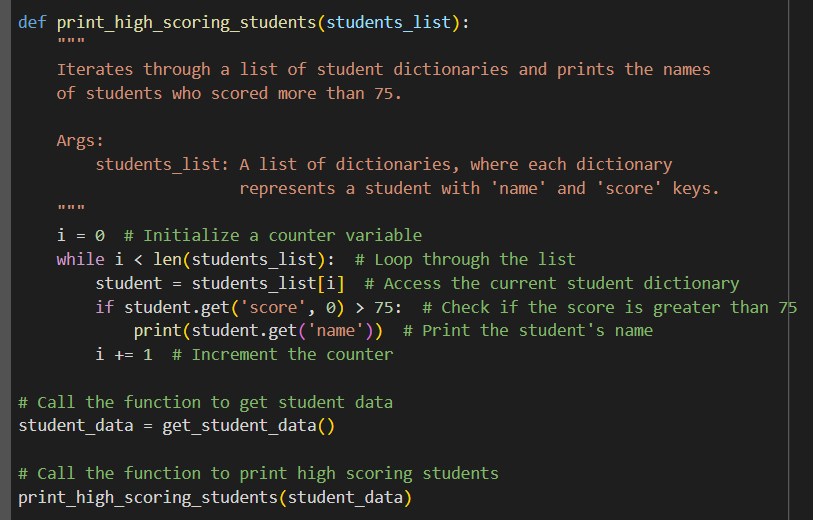 def print_high_scoring_students(students_list):
    """
    Iterates through a list of student dictionaries and prints the names
    of students who scored more than 75.

    Args:
        students_list: A list of dictionaries, where each dictionary
                       represents a student with 'name' and 'score' keys.
    """
    i = 0  # Initialize a counter variable
    while i < len(students_list):  # Loop through the list
        student = students_list[i]  # Access the current student dictionary
        if student.get('score', 0) > 75:  # Check if the score is greater than 75
            print(student.get('name'))  # Print the student's name
        i += 1  # Increment the counter

# Call the function to get student data
student_data = get_student_data()

# Call the function to print high scoring students
print_high_scoring_students(student_data)